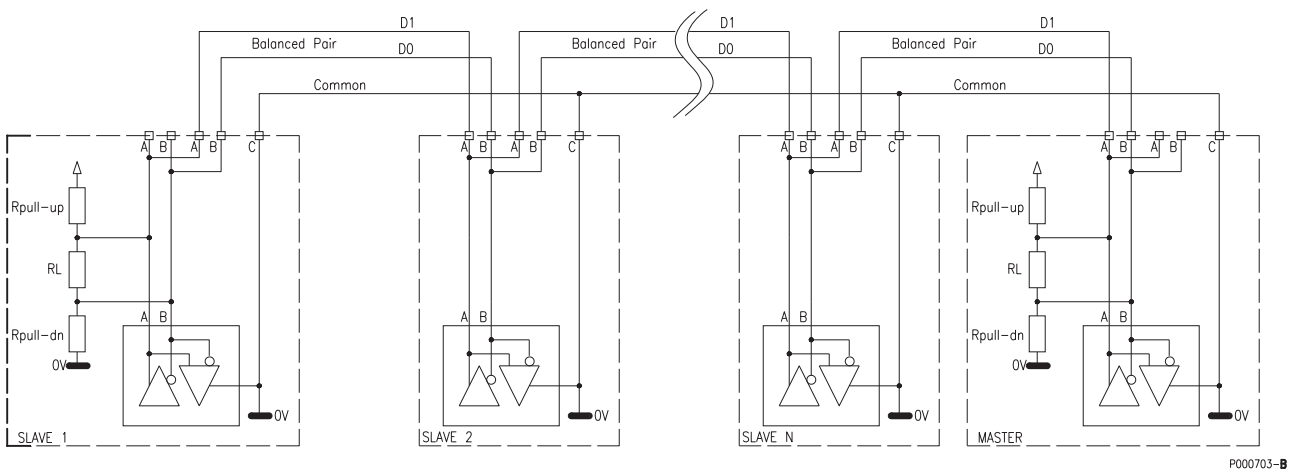 D1 D1 D1
Balanced Pair D0 Balanced Pair D0 Balanced Pair D0
Common Common
A B A B C A B A B C A B A B C A B A B C
Rpull-up Rpull-up
RL RL
Rpull-dn A B A B A B Rpull-dn A B
0V 0V
0V 0V 0V 0V
SLAVE 1 SLAVE 2 SLAVE N MASTER
P000703-B